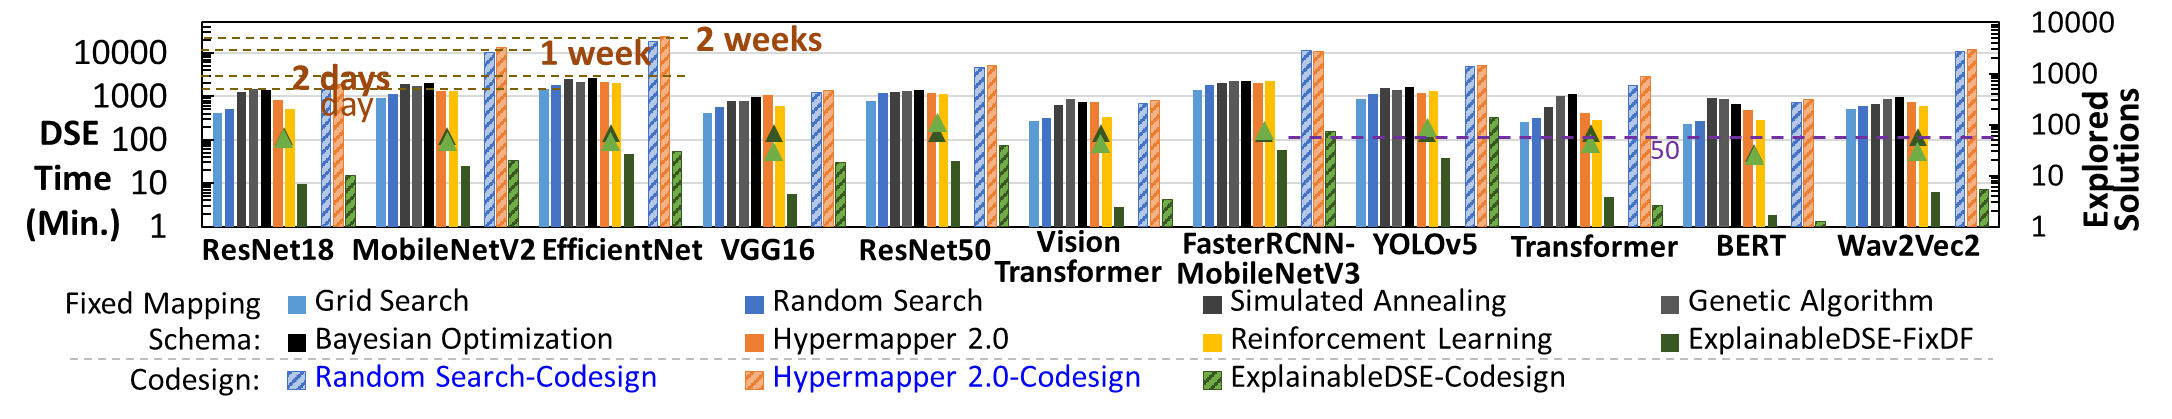 DSE
Time
(Min.)
10000
1000
100
10
1
2 weeks
1 week
2 days
day
50
10000
1000
100
10
1
Explored
Solutions
ResNet18 MobileNetV2 EfficientNet VGG16 ResNet50 Vision Transformer FasterRCNN-MobileNetV3 YOLOv5 Transformer BERT Wav2Vec2
Fixed Mapping Grid Search Random Search Simulated Annealing Genetic Algorithm
Schema: Bayesian Optimization Hypermapper 2.0 Reinforcement Learning ExplainableDSE-FixDF
Codesign: Random Search-Codesign Hypermapper 2.0-Codesign ExplainableDSE-Codesign